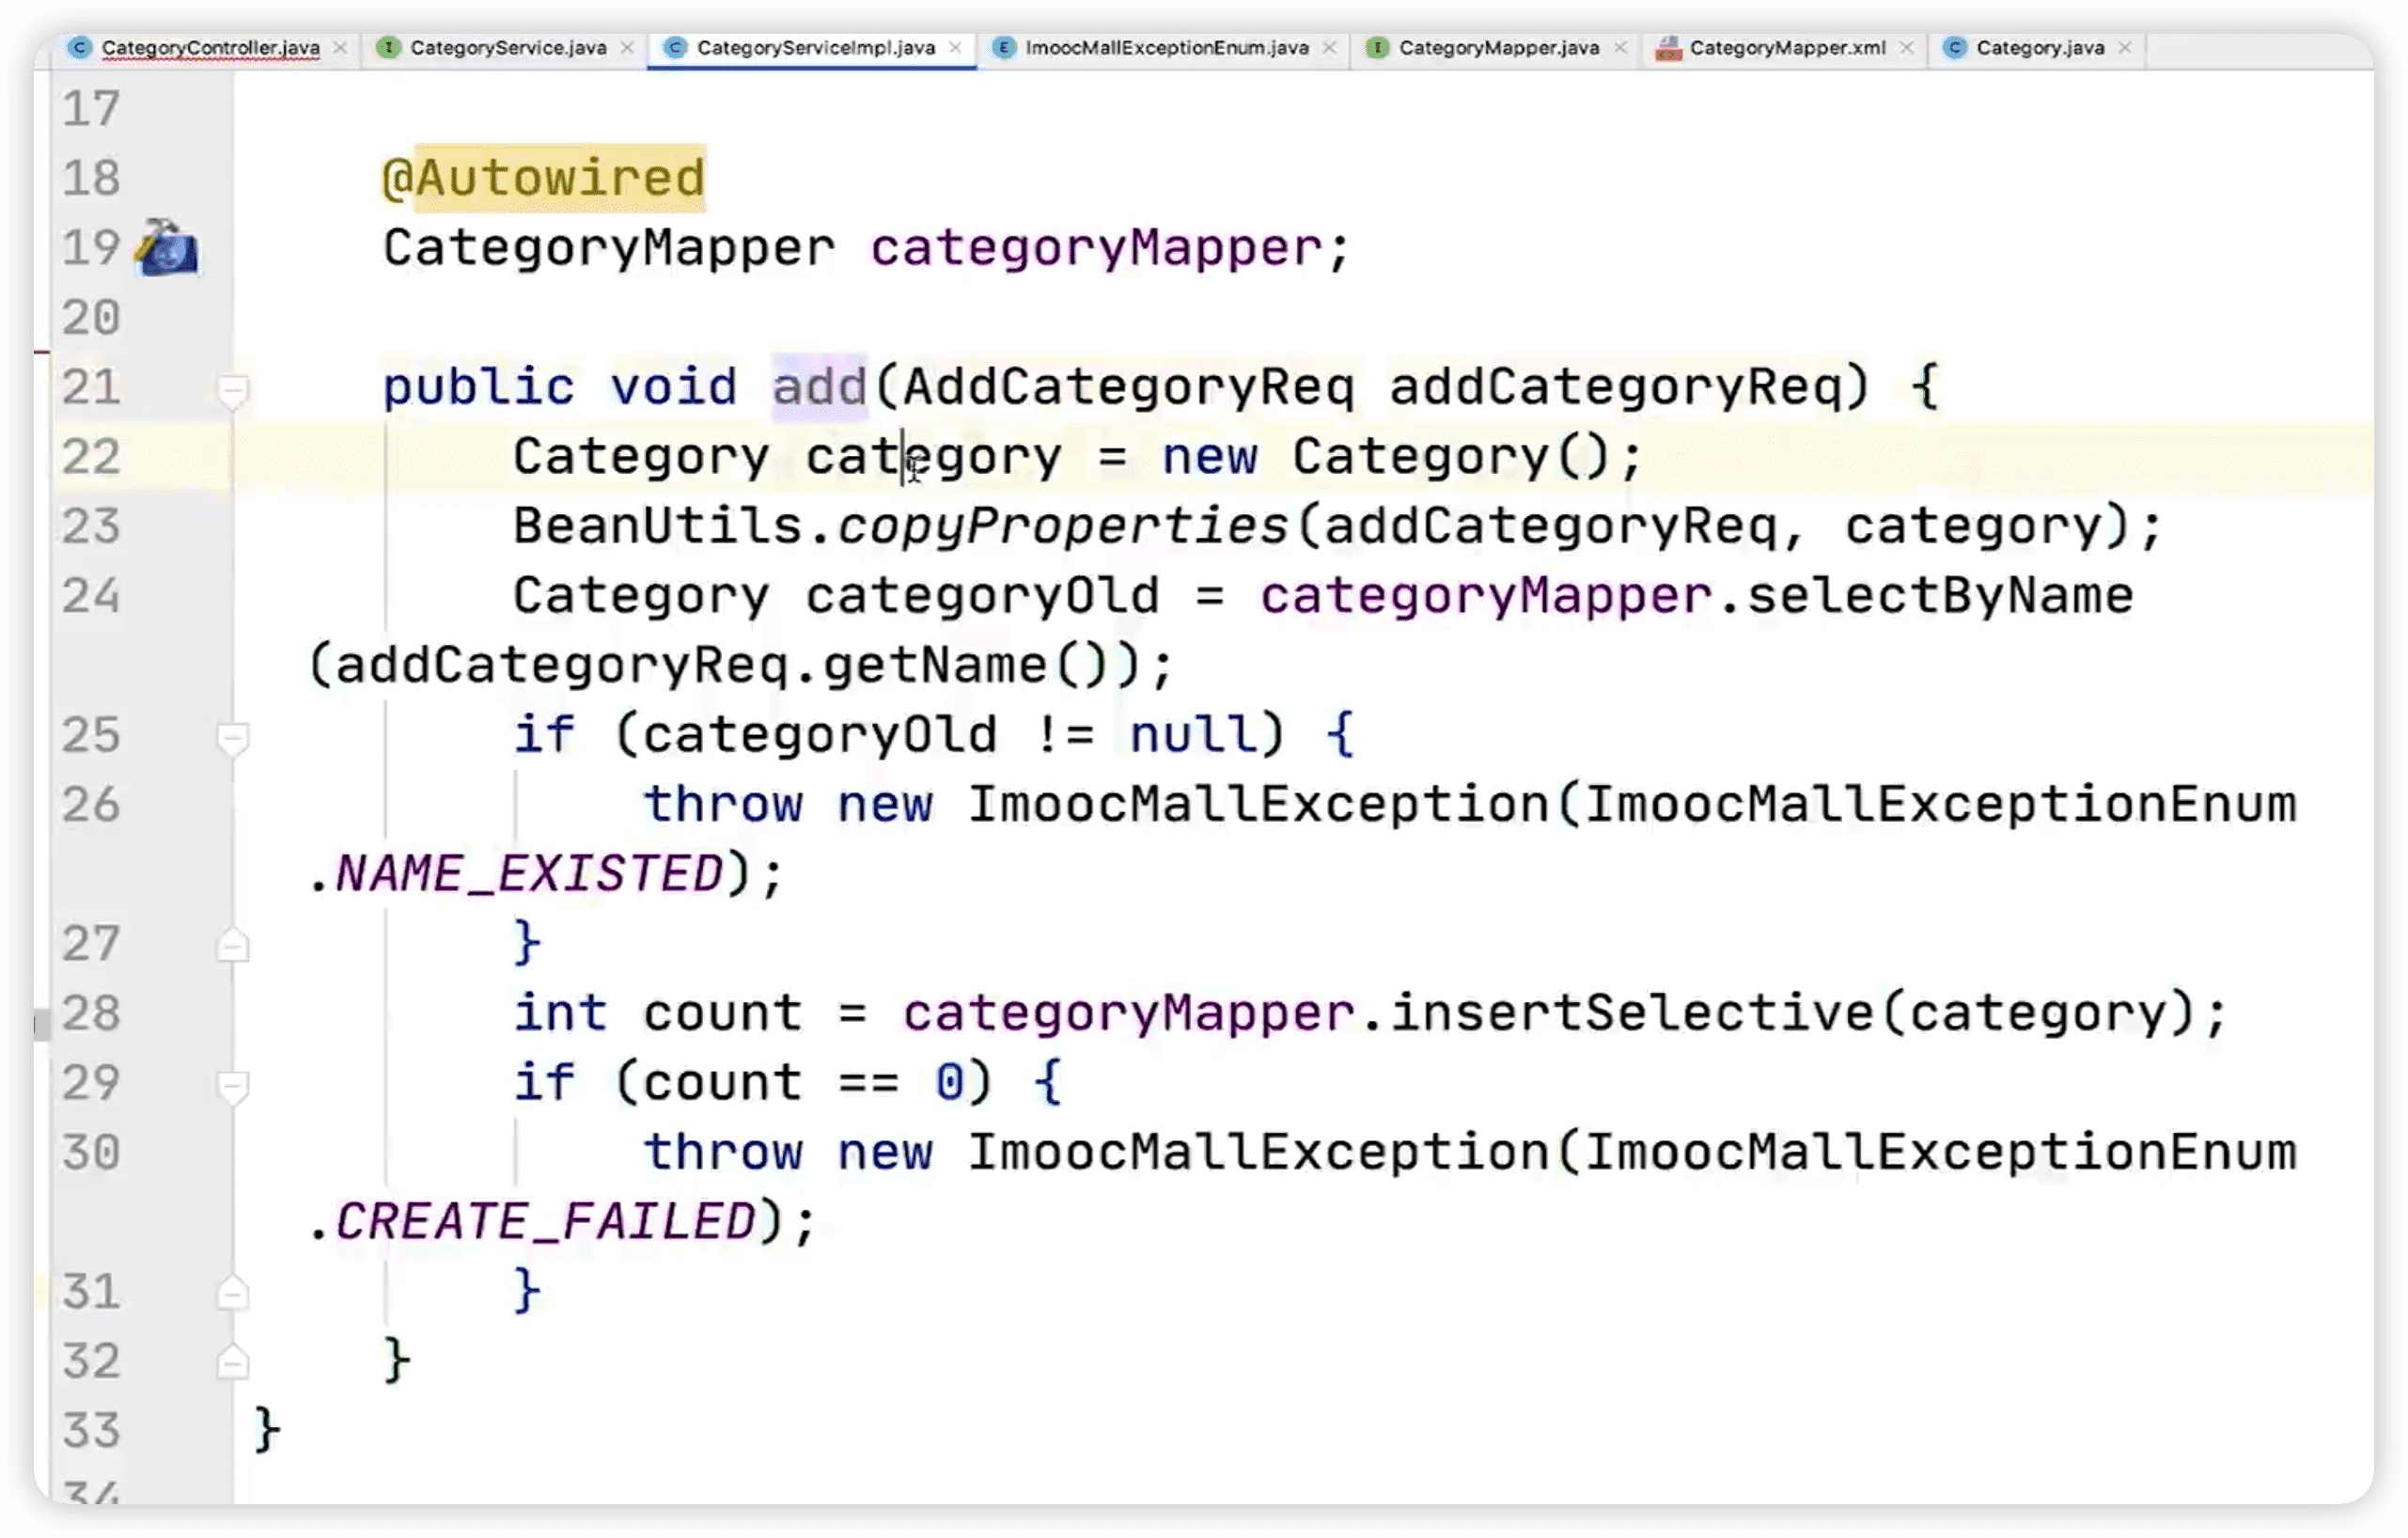 CategoryController.java CategoryService.java CategoryServiceImpl.java ImoocMallExceptionEnum.java CategoryMapper.java CategoryMapper.xml Category.java
17
18 @Autowired
19 CategoryMapper categoryMapper;
20
21 public void add(AddCategoryReq addCategoryReq) {
22 Category category = new Category();
23 BeanUtils.copyProperties(addCategoryReq, category);
24 Category categoryOld = categoryMapper.selectByName
(addCategoryReq.getName());
25 if (categoryOld != null) {
26 throw new ImoocMallException(ImoocMallExceptionEnum
.NAME_EXISTED);
27 }
28 int count = categoryMapper.insertSelective(category);
29 if (count == 0) {
30 throw new ImoocMallException(ImoocMallExceptionEnum
.CREATE_FAILED);
31 }
32 }
33 }
34